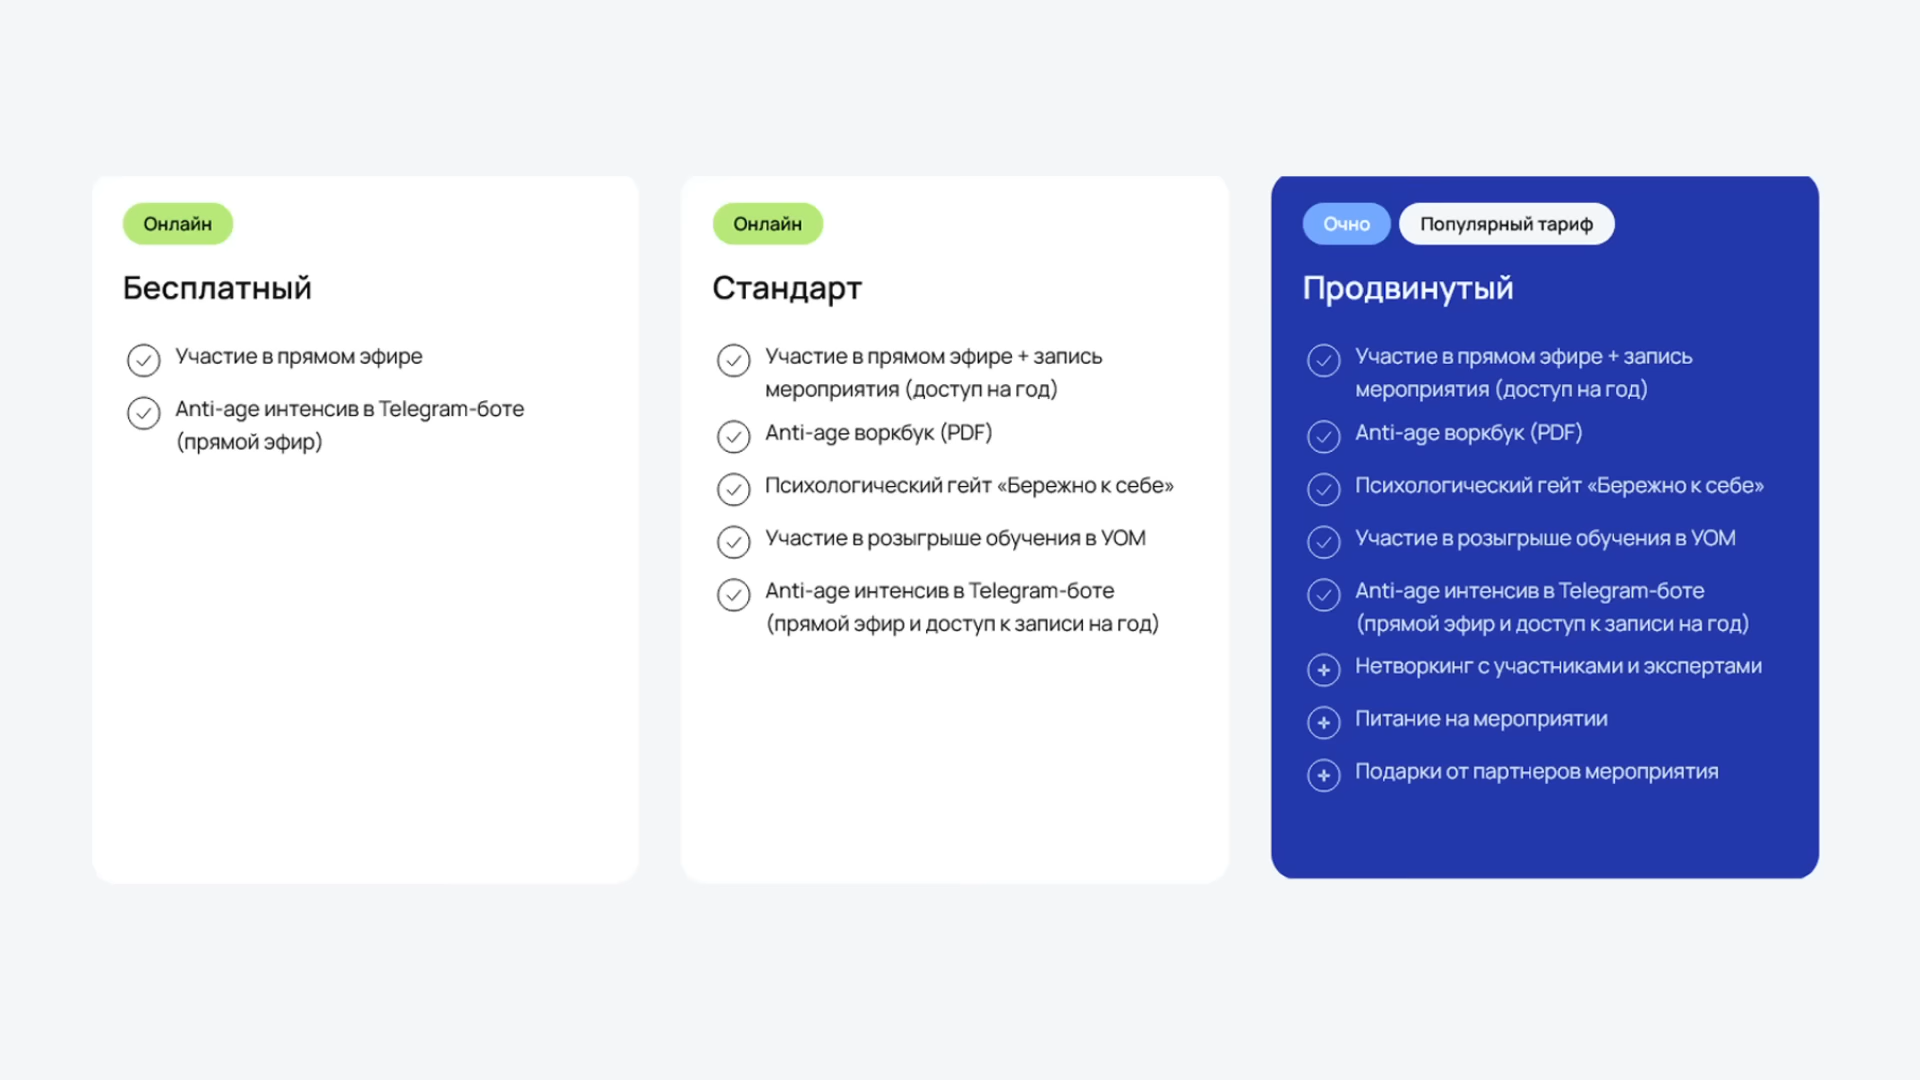 Онлайн
Бесплатный
Участие в прямом эфире
Anti-age интенсив в Telegram-боте
(прямой эфир)
Онлайн
Стандарт
Участие в прямом эфире + запись
мероприятия (доступ на год)
Anti-age воркбук (PDF)
Психологический гейт «Бережно к себе»
Участие в розыгрыше обучения в УОМ
Anti-age интенсив в Telegram-боте
(прямой эфир и доступ к записи на год)
Очно
Популярный тариф
Продвинутый
Участие в прямом эфире + запись
мероприятия (доступ на год)
Anti-age воркбук (PDF)
Психологический гейт «Бережно к себе»
Участие в розыгрыше обучения в УОМ
Anti-age интенсив в Telegram-боте
(прямой эфир и доступ к записи на год)
Нетворкинг с участниками и экспертами
Питание на мероприятии
Подарки от партнеров мероприятия